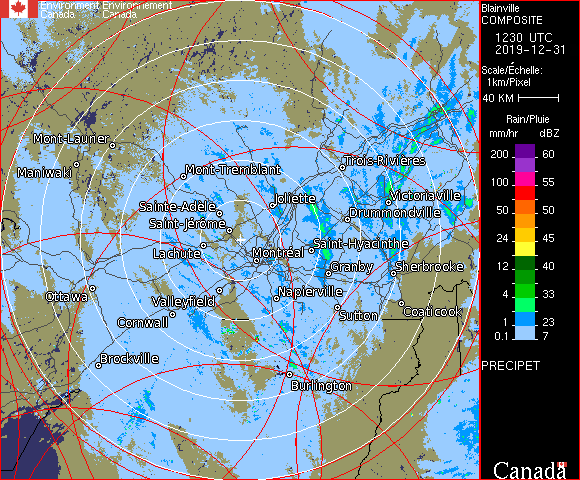 Environment Environnement
Canada Canada
Blainville
COMPOSITE
1230 UTC
2019-12-31
Scale/Échelle:
1km/Pixel
40 KM
Rain/Pluie
mm/hr dBZ
200 60
100 55
50 50
24 45
12 40
4 33
1 23
0.1 7
PRECIPET
Mont-Laurier
Maniwaki
Mont-Tremblant
Trois-Rivières
Sainte-Adèle
Joliette
Victoriaville
Drummondville
Saint-Jérôme
Lachute
Montréal
Saint-Hyacinthe
Granby
Sherbrooke
Ottawa
Valleyfield
Napierville
Cornwall
Sutton
Coaticook
Brockville
Burlington
Canada